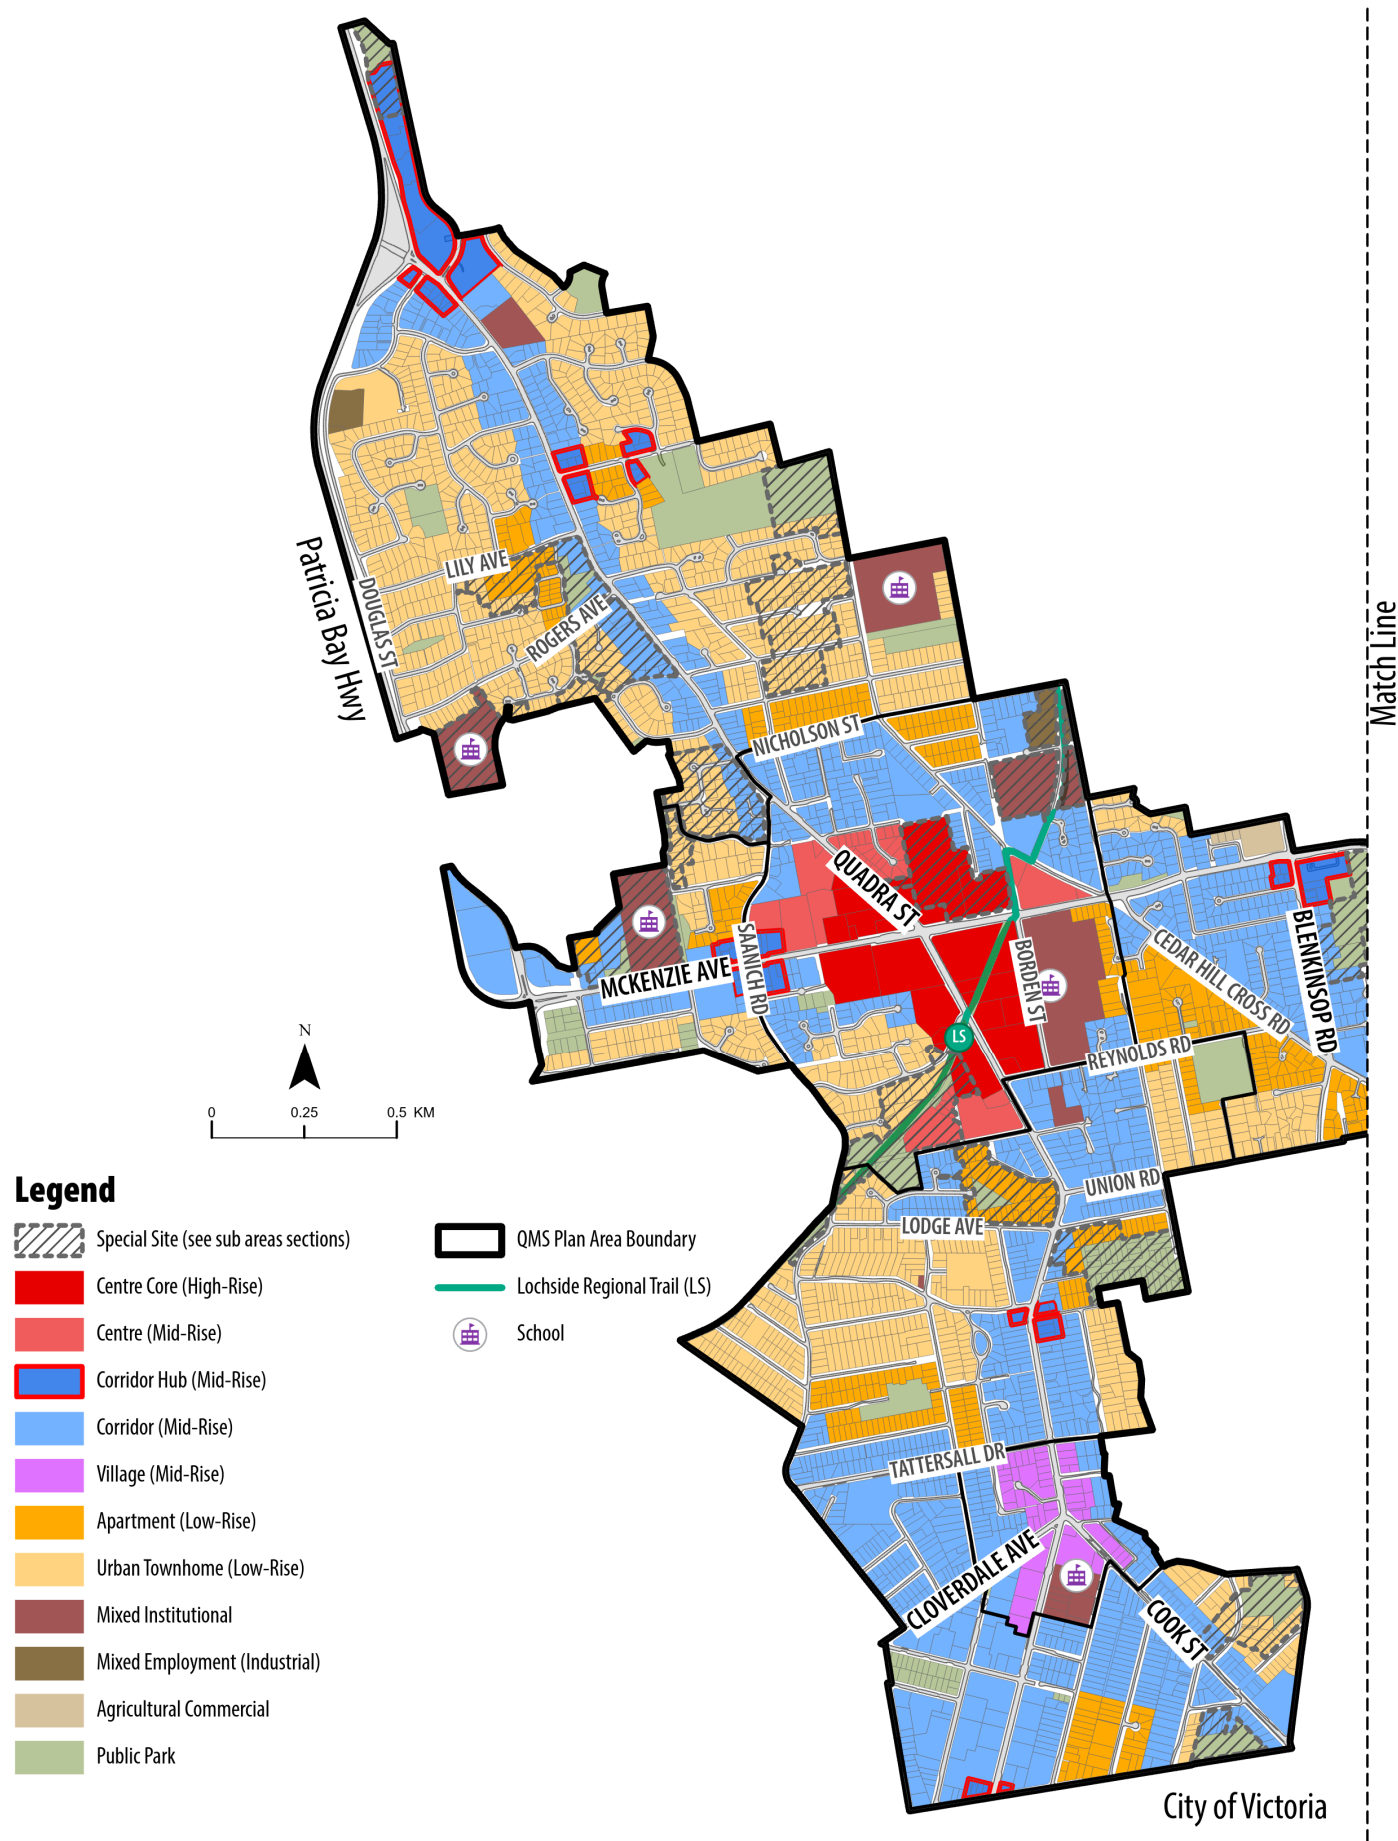 Patricia Bay Hwy
DOUGLAS ST
LILY AVE
ROGERS AVE
NICHOLSON ST
QUADRA ST
SAANICH RD
MCKENZIE AVE
BORDEN ST
CEDAR HILL CROSS RD
BLENKINSOP RD
Match Line
LS
REYNOLDS RD
UNION RD
LODGE AVE
TATTERSALL DR
CLOVERDALE AVE
COOK ST
City of Victoria
N
0 0.25 0.5 KM
Legend
Special Site (see sub areas sections)
Centre Core (High-Rise)
Centre (Mid-Rise)
Corridor Hub (Mid-Rise)
Corridor (Mid-Rise)
Village (Mid-Rise)
Apartment (Low-Rise)
Urban Townhome (Low-Rise)
Mixed Institutional
Mixed Employment (Industrial)
Agricultural Commercial
Public Park
QMS Plan Area Boundary
Lochside Regional Trail (LS)
School